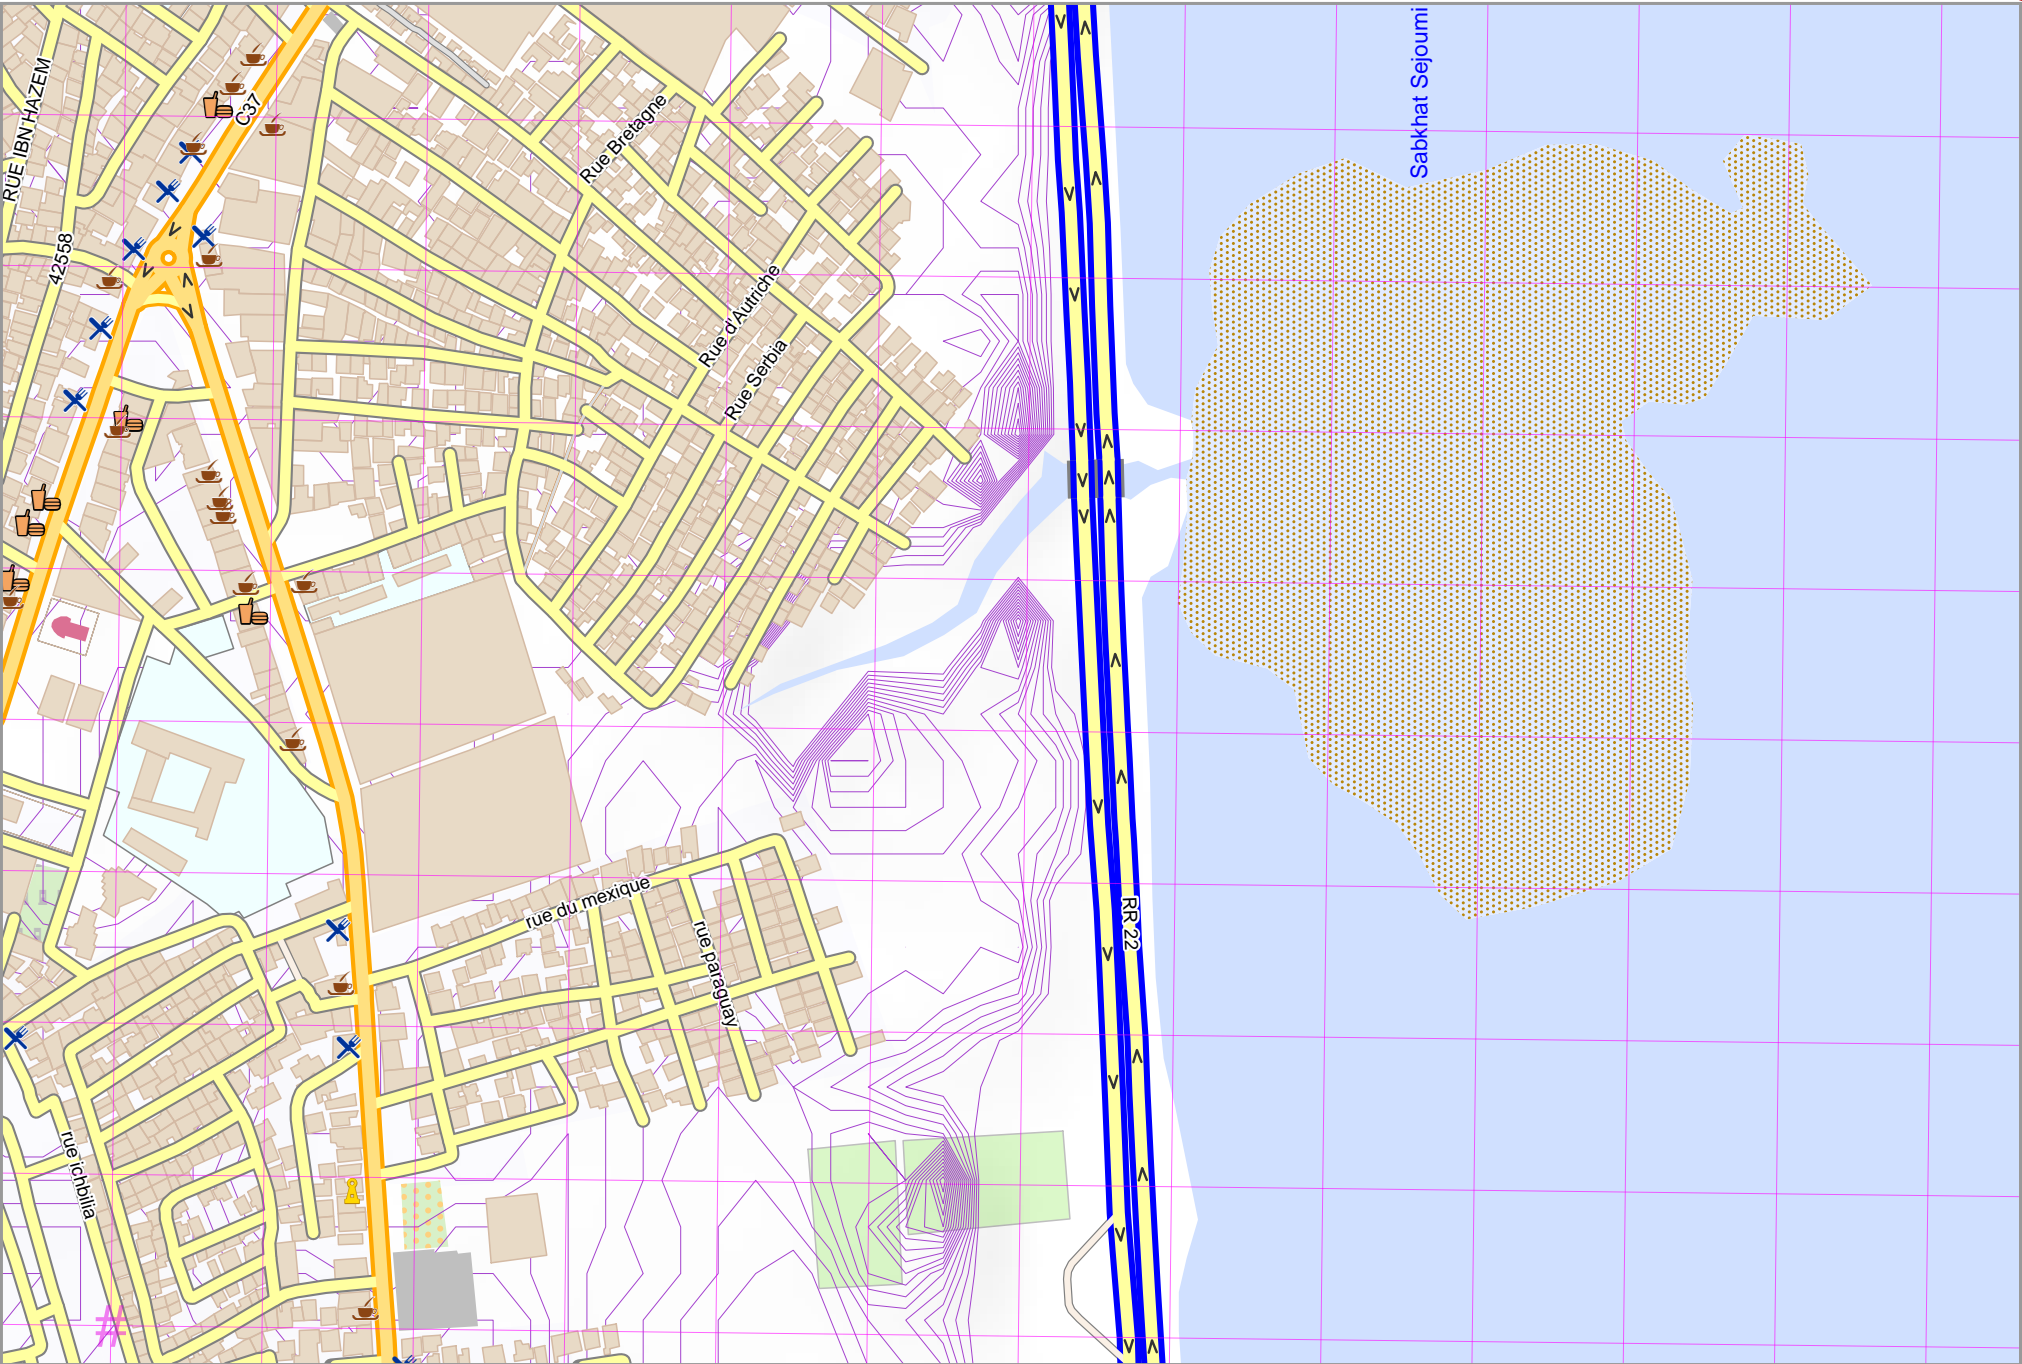 Sabkhat Sejoumi
RUE IBN HAZEM
C37
Rue Bretagne
42558
Rue d'Autriche
Rue Serbia
rue du mexique
rue paraguay
RR 22
rue ichbilia